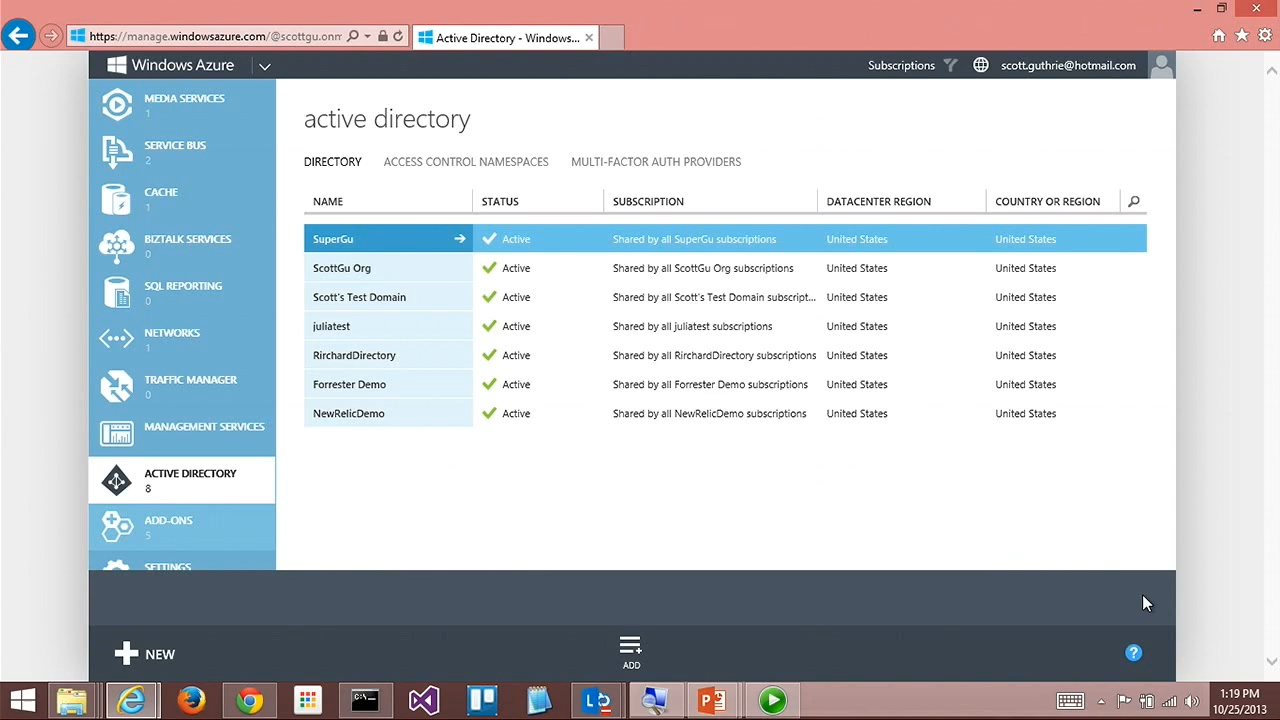 https://manage.windowsazure.com/@scottgu.onm
Active Directory - Windows...
Windows Azure
Subscriptions
scott.guthrie@hotmail.com
MEDIA SERVICES
1
SERVICE BUS
2
CACHE
1
BIZTALK SERVICES
0
SQL REPORTING
0
NETWORKS
1
TRAFFIC MANAGER
0
MANAGEMENT SERVICES
ACTIVE DIRECTORY
8
ADD-ONS
5
SETTINGS
active directory
DIRECTORY ACCESS CONTROL NAMESPACES MULTI-FACTOR AUTH PROVIDERS
NAME STATUS SUBSCRIPTION DATACENTER REGION COUNTRY OR REGION
SuperGu Active Shared by all SuperGu subscriptions United States United States
ScottGu Org Active Shared by all ScottGu Org subscriptions United States United States
Scott's Test Domain Active Shared by all Scott's Test Domain subscript... United States United States
juliatest Active Shared by all juliatest subscriptions United States United States
RirchardDirectory Active Shared by all RirchardDirectory subscriptions United States United States
Forrester Demo Active Shared by all Forrester Demo subscriptions United States United States
NewRelicDemo Active Shared by all NewRelicDemo subscriptions United States United States
NEW
ADD
?
1:19 PM
10/25/2013